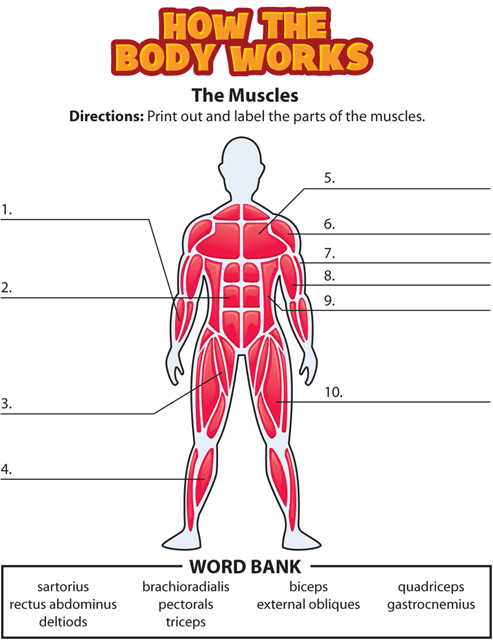 HOW THE
BODY WORKS
The Muscles
Directions: Print out and label the parts of the muscles.
1.
2.
3.
4.
5.
6.
7.
8.
9.
10.
WORD BANK
sartorius brachioradialis biceps quadriceps
rectus abdominus pectorals external obliques gastrocnemius
deltiods triceps